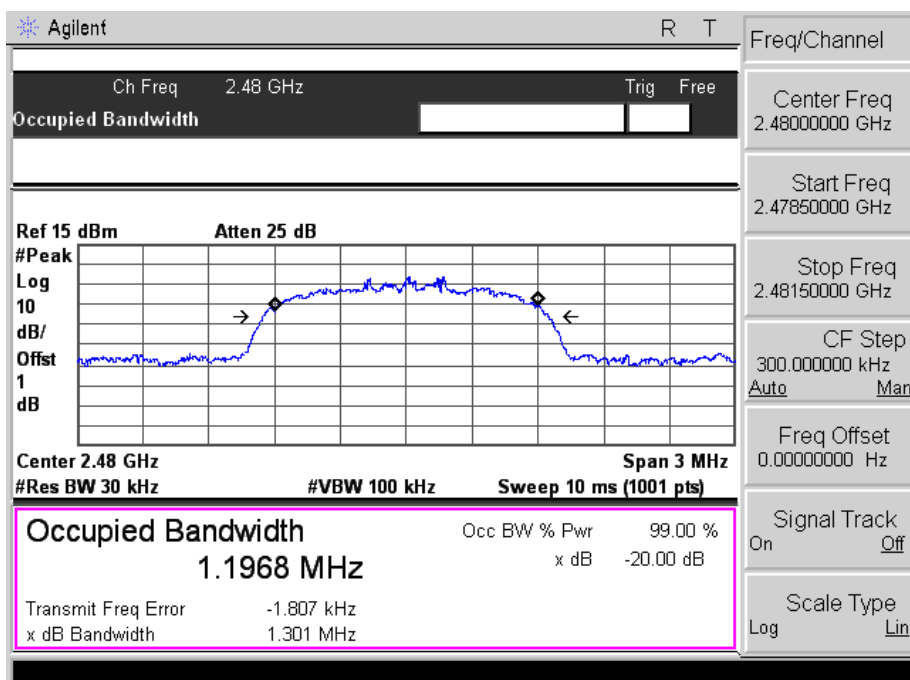 Agilent R T
Ch Freq 2.48 GHz Trig Free
Occupied Bandwidth
Ref 15 dBm Atten 25 dB
#Peak
Log
10
dB/
Offst
1
dB
Center 2.48 GHz Span 3 MHz
#Res BW 30 kHz #VBW 100 kHz Sweep 10 ms (1001 pts)
Occupied Bandwidth Occ BW % Pwr 99.00 %
1.1968 MHz x dB -20.00 dB
Transmit Freq Error -1.807 kHz
x dB Bandwidth 1.301 MHz
Freq/Channel
Center Freq
2.48000000 GHz
Start Freq
2.47850000 GHz
Stop Freq
2.48150000 GHz
CF Step
300.000000 kHz
Auto Man
Freq Offset
0.00000000 Hz
Signal Track
On Off
Scale Type
Log Lin